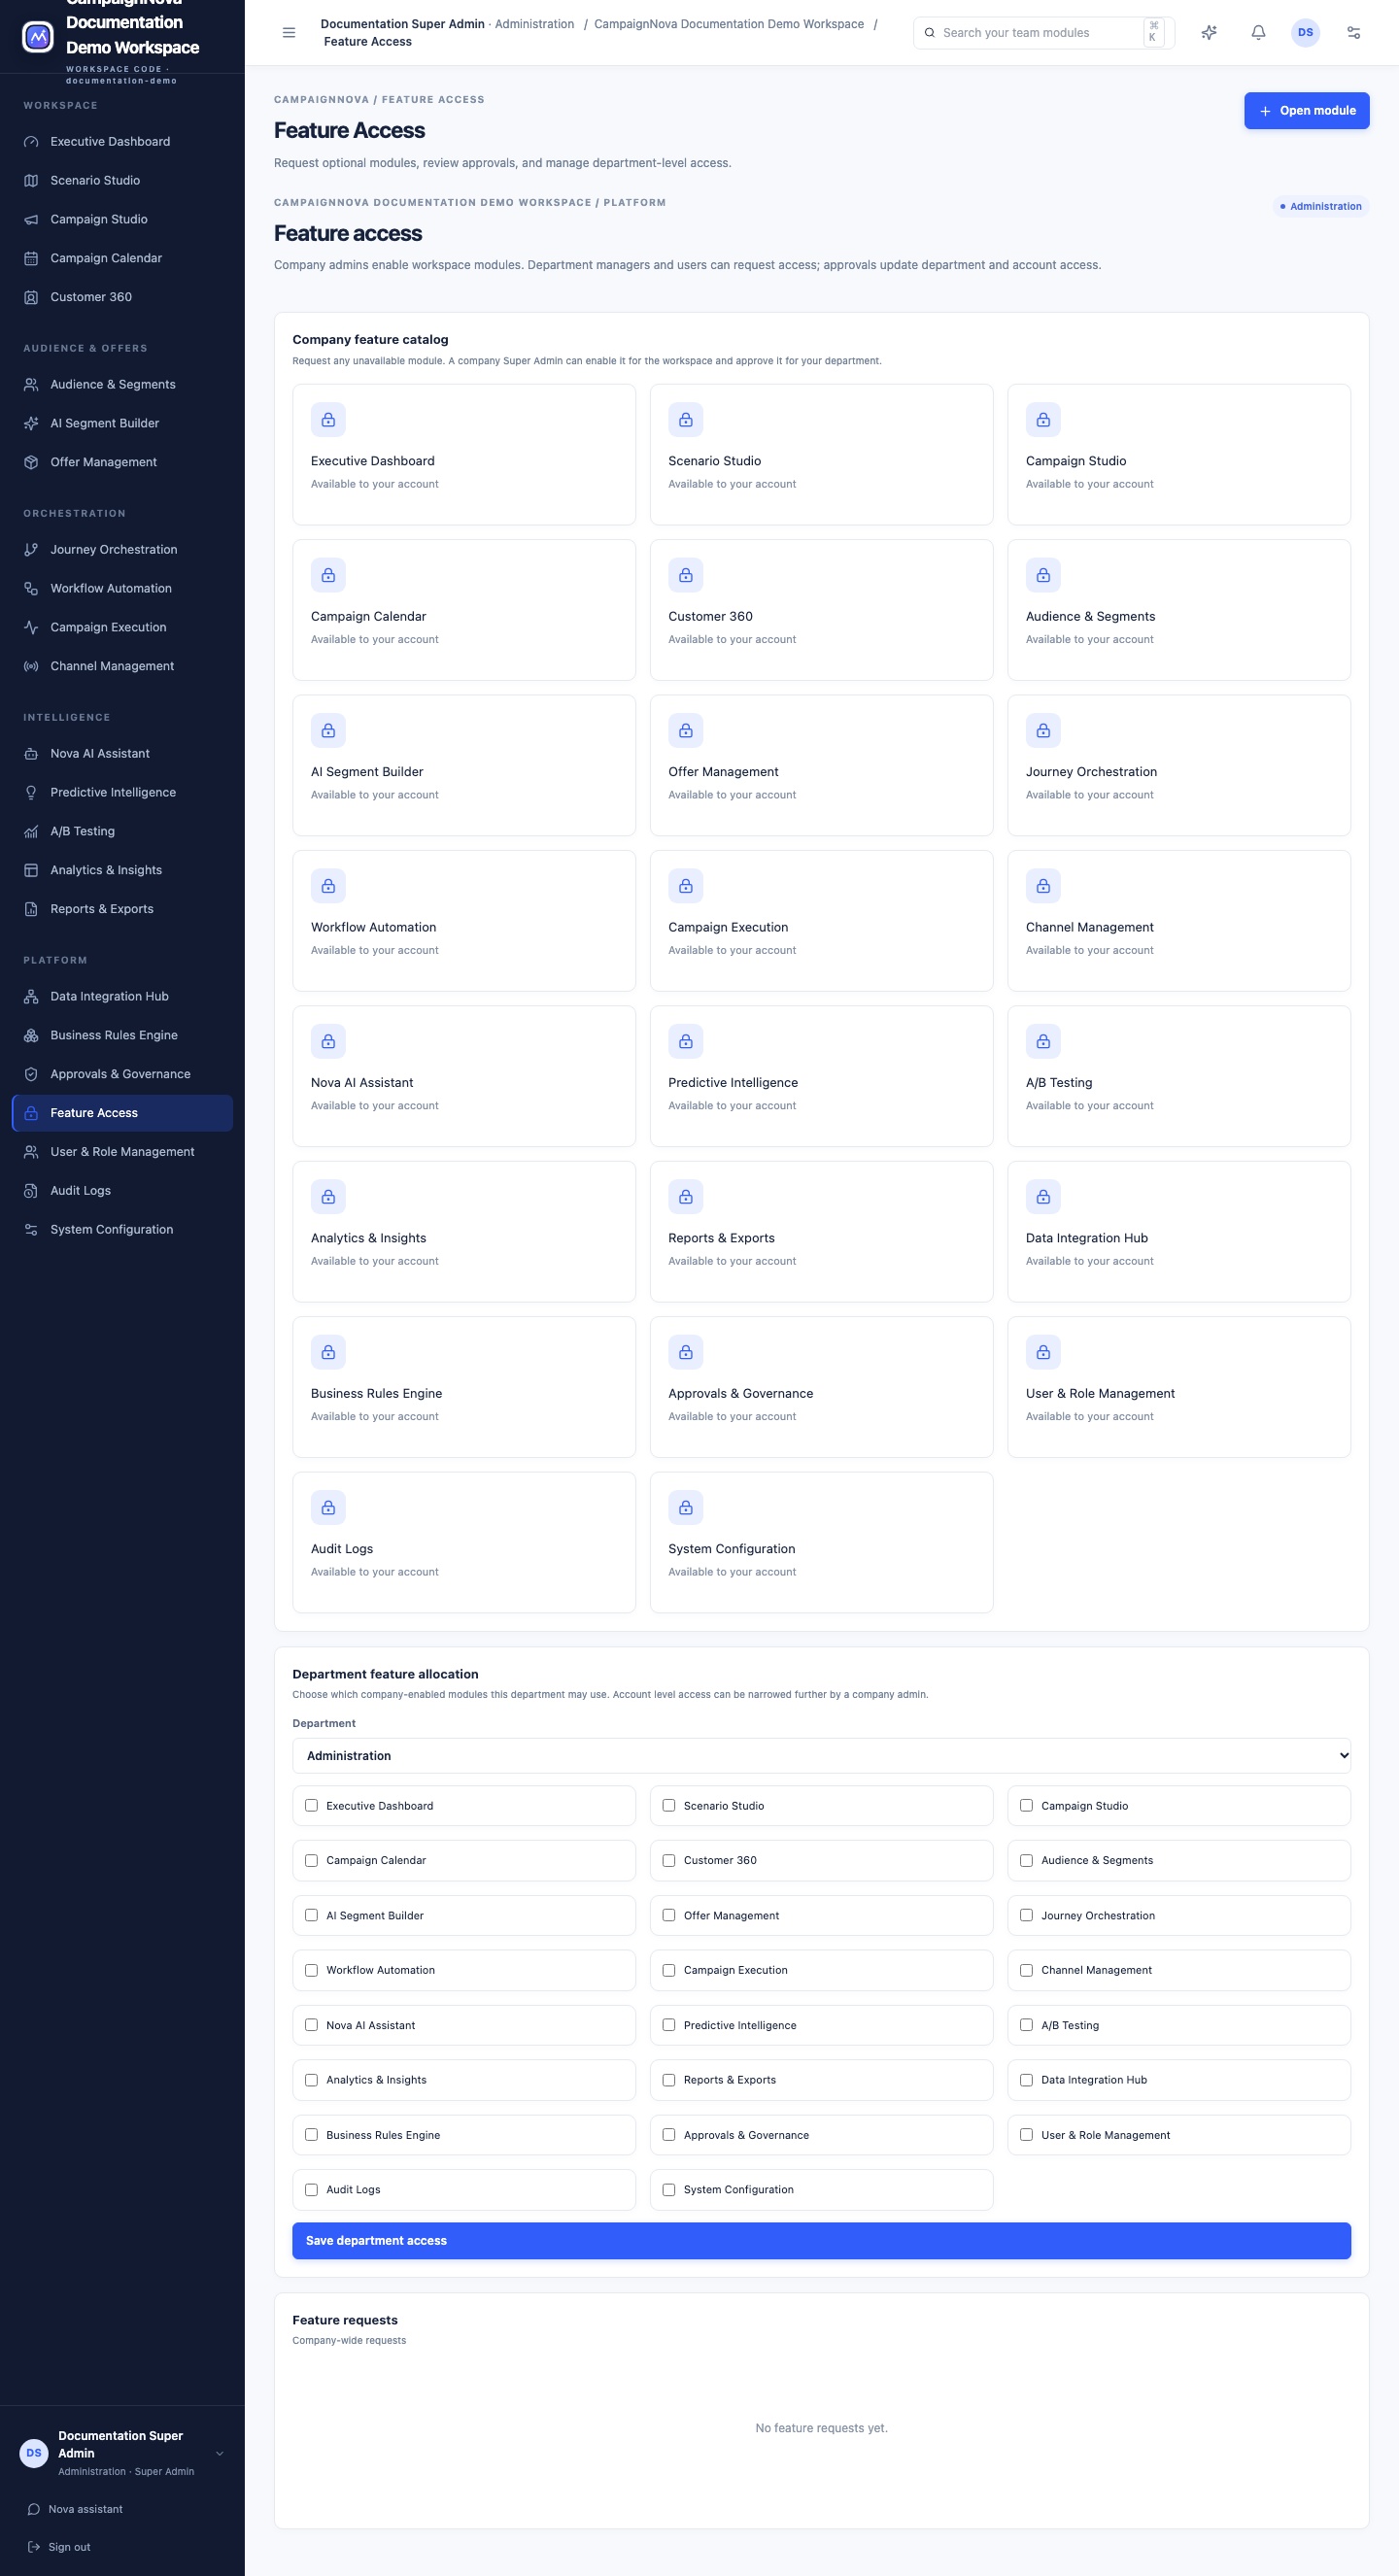 CampaignNova
Documentation
Demo Workspace
WORKSPACE CODE ·
documentation-demo
WORKSPACE
Executive Dashboard
Scenario Studio
Campaign Studio
Campaign Calendar
Customer 360
AUDIENCE & OFFERS
Audience & Segments
AI Segment Builder
Offer Management
ORCHESTRATION
Journey Orchestration
Workflow Automation
Campaign Execution
Channel Management
INTELLIGENCE
Nova AI Assistant
Predictive Intelligence
A/B Testing
Analytics & Insights
Reports & Exports
PLATFORM
Data Integration Hub
Business Rules Engine
Approvals & Governance
Feature Access
User & Role Management
Audit Logs
System Configuration
DS
Documentation Super
Admin
Administration · Super Admin
Nova assistant
Sign out
Documentation Super Admin · Administration / CampaignNova Documentation Demo Workspace /
Feature Access
Search your team modules
⌘
K
DS
CAMPAIGNNOVA / FEATURE ACCESS
Feature Access
Request optional modules, review approvals, and manage department-level access.
Open module
CAMPAIGNNOVA DOCUMENTATION DEMO WORKSPACE / PLATFORM
Administration
Feature access
Company admins enable workspace modules. Department managers and users can request access; approvals update department and account access.
Company feature catalog
Request any unavailable module. A company Super Admin can enable it for the workspace and approve it for your department.
Executive Dashboard
Available to your account
Scenario Studio
Available to your account
Campaign Studio
Available to your account
Campaign Calendar
Available to your account
Customer 360
Available to your account
Audience & Segments
Available to your account
AI Segment Builder
Available to your account
Offer Management
Available to your account
Journey Orchestration
Available to your account
Workflow Automation
Available to your account
Campaign Execution
Available to your account
Channel Management
Available to your account
Nova AI Assistant
Available to your account
Predictive Intelligence
Available to your account
A/B Testing
Available to your account
Analytics & Insights
Available to your account
Reports & Exports
Available to your account
Data Integration Hub
Available to your account
Business Rules Engine
Available to your account
Approvals & Governance
Available to your account
User & Role Management
Available to your account
Audit Logs
Available to your account
System Configuration
Available to your account
Department feature allocation
Choose which company-enabled modules this department may use. Account level access can be narrowed further by a company admin.
Department
Administration
Executive Dashboard
Scenario Studio
Campaign Studio
Campaign Calendar
Customer 360
Audience & Segments
AI Segment Builder
Offer Management
Journey Orchestration
Workflow Automation
Campaign Execution
Channel Management
Nova AI Assistant
Predictive Intelligence
A/B Testing
Analytics & Insights
Reports & Exports
Data Integration Hub
Business Rules Engine
Approvals & Governance
User & Role Management
Audit Logs
System Configuration
Save department access
Feature requests
Company-wide requests
No feature requests yet.